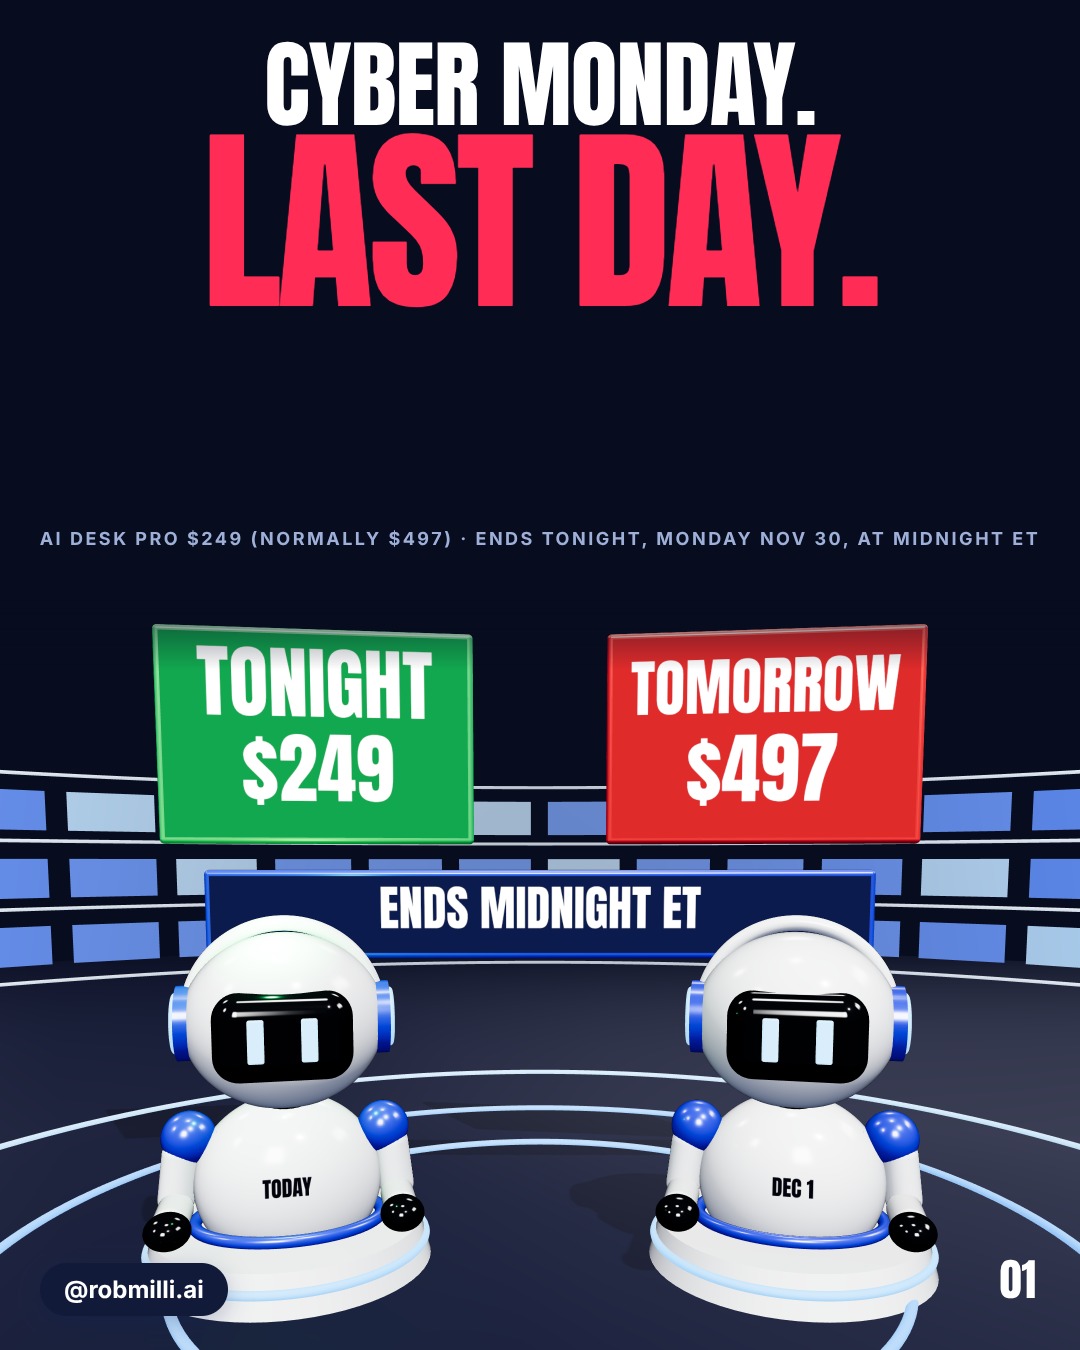 CYBER MONDAY.
LAST DAY.
AI DESK PRO $249 (NORMALLY $497) · ENDS TONIGHT, MONDAY NOV 30, AT MIDNIGHT ET
TONIGHT
$249
TOMORROW
$497
ENDS MIDNIGHT ET
TODAY
DEC 1
@robmilli.ai
01